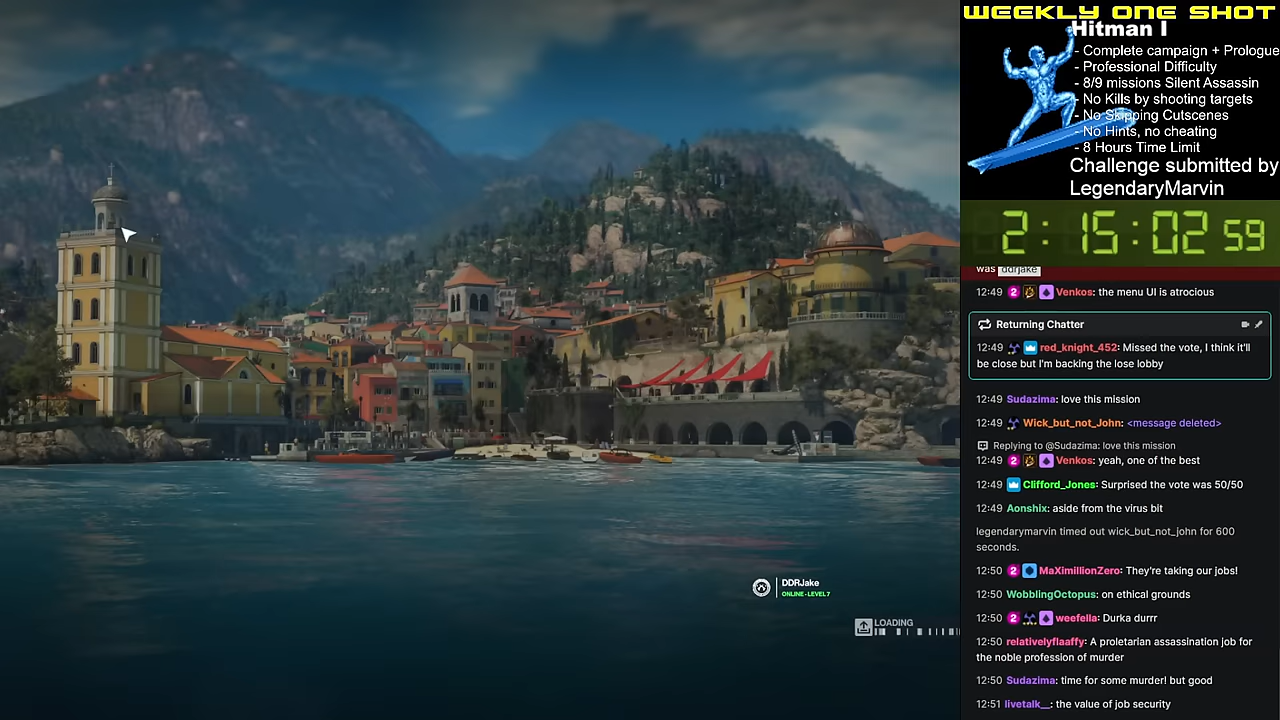 WEEKLY ONE SHOT
Hitman I
- Complete campaign + Prologue
- Professional Difficulty
- 8/9 missions Silent Assassin
- No Kills by shooting targets
- No Skipping Cutscenes
- No Hints, no cheating
- 8 Hours Time Limit
Challenge submitted by
LegendaryMarvin
2:15:02 59
was ddrjake
12:49 2 Venkos: the menu UI is atrocious
Returning Chatter
12:49 red_knight_452: Missed the vote, I think it'll
be close but I'm backing the lose lobby
12:49 Sudazima: love this mission
12:49 Wick_but_not_John: <message deleted>
Replying to @Sudazima: love this mission
12:49 2 Venkos: yeah, one of the best
12:49 Clifford_Jones: Surprised the vote was 50/50
12:49 Aonshix: aside from the virus bit
legendarymarvin timed out wick_but_not_john for 600
seconds.
12:50 2 MaXimillionZero: They're taking our jobs!
12:50 WobblingOctopus: on ethical grounds
12:50 2 weefella: Durka durrr
12:50 relativelyflaaffy: A proletarian assassination job for
the noble profession of murder
12:50 Sudazima: time for some murder! but good
12:51 livetalk__: the value of job security
DDRJake
ONLINE - LEVEL 7
LOADING